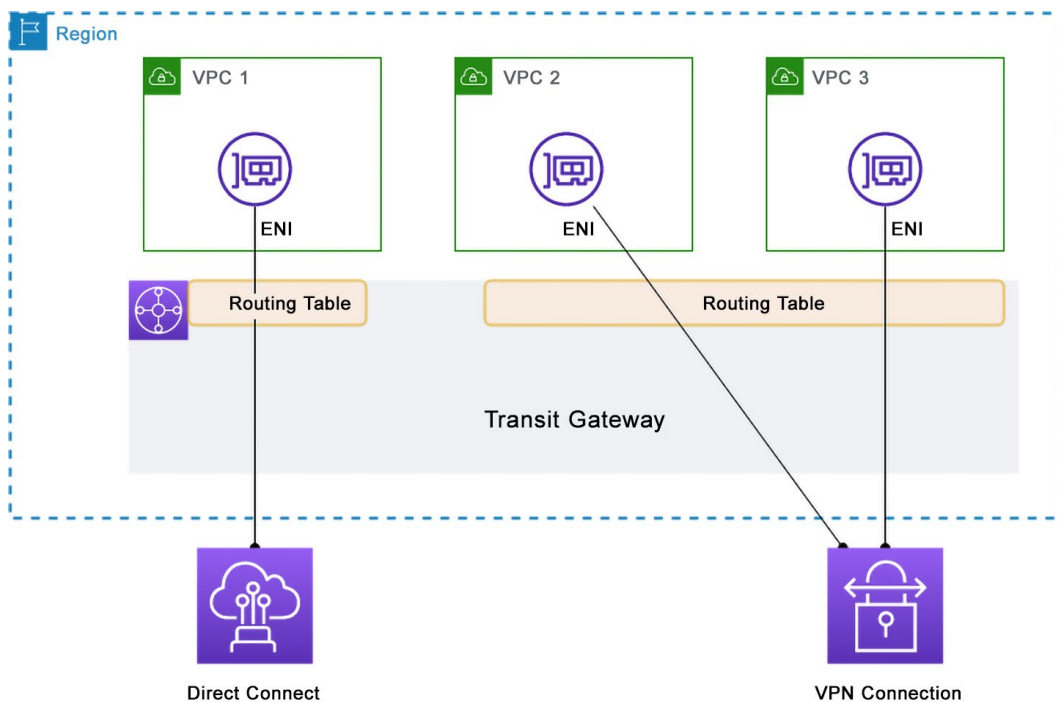 Region
VPC 1
VPC 2
VPC 3
ENI
ENI
ENI
Routing Table
Routing Table
Transit Gateway
Direct Connect
VPN Connection